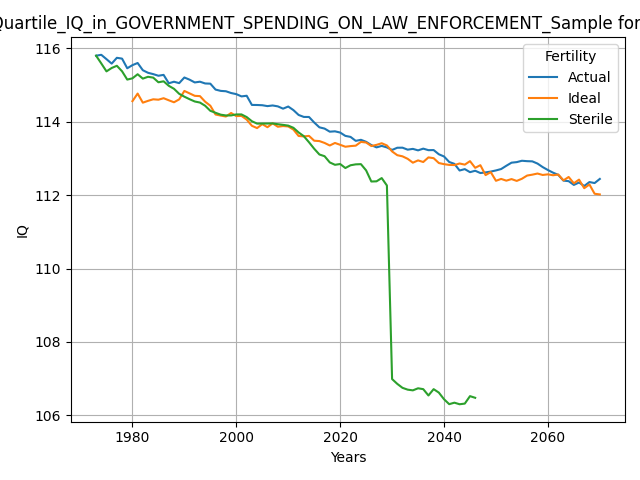 Quartile_IQ_in_GOVERNMENT_SPENDING_ON_LAW_ENFORCEMENT_Sample for
116
114
112
110
108
106
IQ
Fertility
Actual
Ideal
Sterile
1980
2000
2020
2040
2060
Years